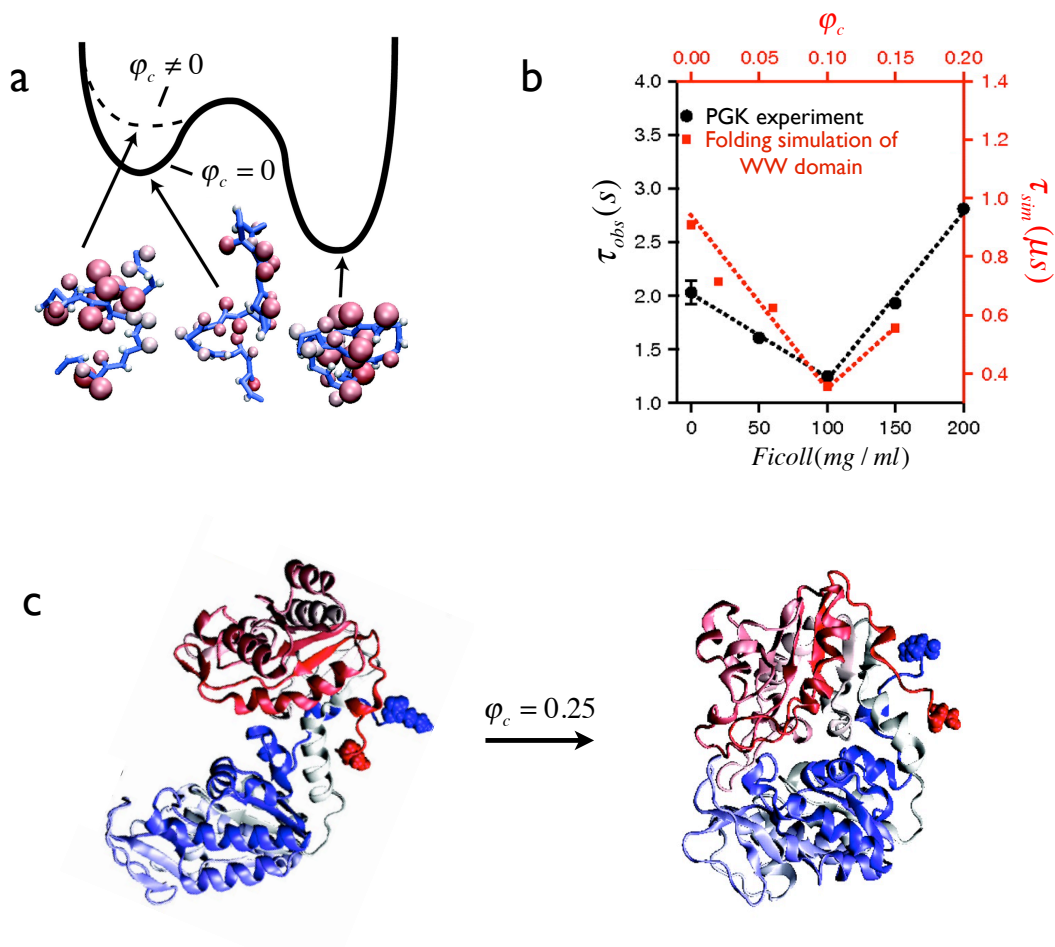 a
φc ≠ 0
φc = 0
b
φc
0.00 0.05 0.10 0.15 0.20
4.0
3.5
3.0
2.5
2.0
1.5
1.0
τobs(s)
PGK experiment
Folding simulation of
WW domain
1.4
1.2
1.0
0.8
0.6
0.4
τsim(μs)
0 50 100 150 200
Ficoll(mg / ml)
c
φc = 0.25